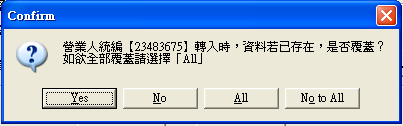 Confirm
營業人統編【23483675】轉入時，資料若已存在，是否覆蓋？
如欲全部覆蓋請選擇「All」
Yes
No
All
No to All